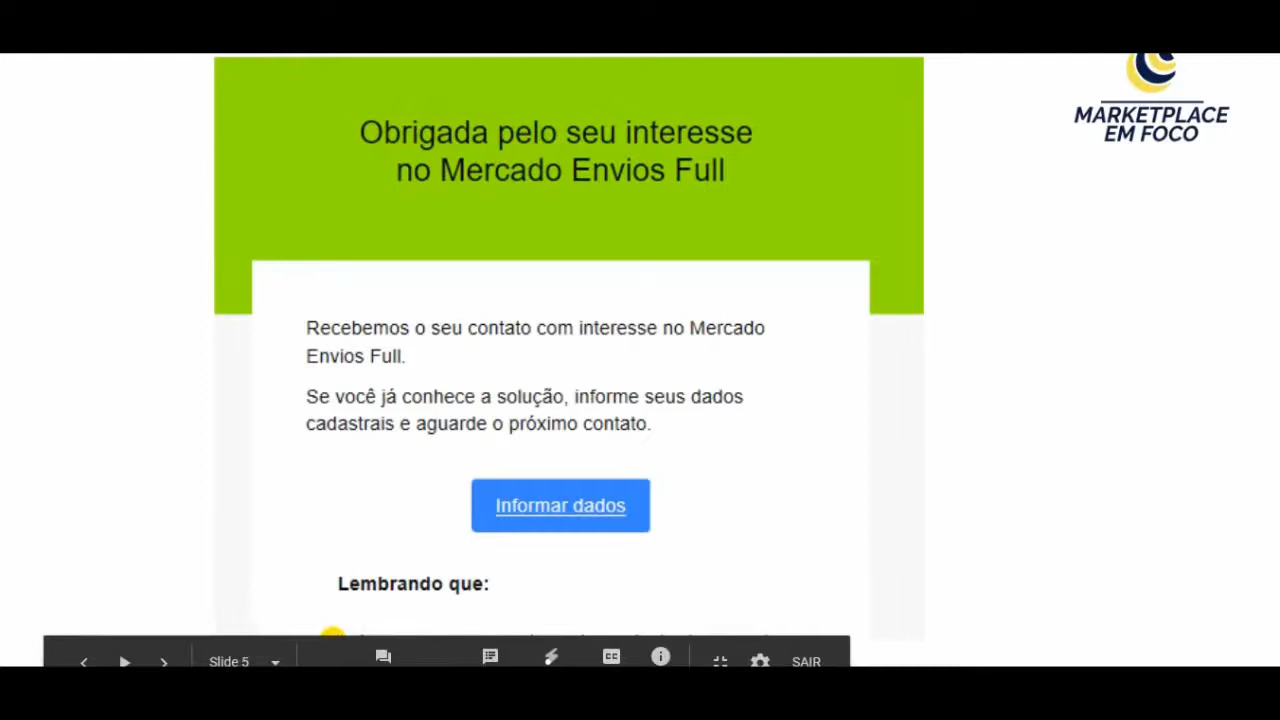 MARKETPLACE
EM FOCO
Obrigada pelo seu interesse
no Mercado Envios Full
Recebemos o seu contato com interesse no Mercado
Envios Full.
Se você já conhece a solução, informe seus dados
cadastrais e aguarde o próximo contato.
Informar dados
Lembrando que:
Slide 5
CC
SAIR